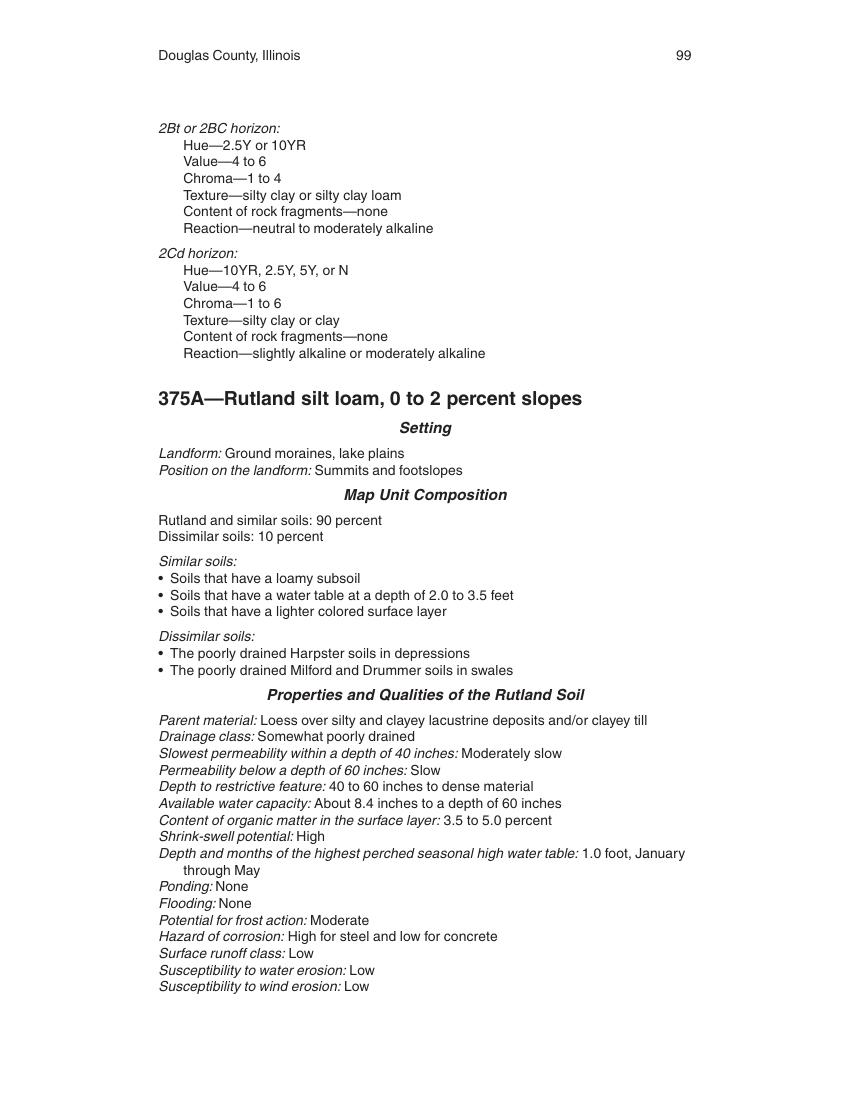 Douglas County, Illinois 99
2Bt or 2BC horizon:
Hue—2.5Y or 10YR
Value—4 to 6
Chroma—1 to 4
Texture—silty clay or silty clay loam
Content of rock fragments—none
Reaction—neutral to moderately alkaline
2Cd horizon:
Hue—10YR, 2.5Y, 5Y, or N
Value—4 to 6
Chroma—1 to 6
Texture—silty clay or clay
Content of rock fragments—none
Reaction—slightly alkaline or moderately alkaline
375A—Rutland silt loam, 0 to 2 percent slopes
Setting
Landform: Ground moraines, lake plains
Position on the landform: Summits and footslopes
Map Unit Composition
Rutland and similar soils: 90 percent
Dissimilar soils: 10 percent
Similar soils:
• Soils that have a loamy subsoil
• Soils that have a water table at a depth of 2.0 to 3.5 feet
• Soils that have a lighter colored surface layer
Dissimilar soils:
• The poorly drained Harpster soils in depressions
• The poorly drained Milford and Drummer soils in swales
Properties and Qualities of the Rutland Soil
Parent material: Loess over silty and clayey lacustrine deposits and/or clayey till
Drainage class: Somewhat poorly drained
Slowest permeability within a depth of 40 inches: Moderately slow
Permeability below a depth of 60 inches: Slow
Depth to restrictive feature: 40 to 60 inches to dense material
Available water capacity: About 8.4 inches to a depth of 60 inches
Content of organic matter in the surface layer: 3.5 to 5.0 percent
Shrink-swell potential: High
Depth and months of the highest perched seasonal high water table: 1.0 foot, January
through May
Ponding: None
Flooding: None
Potential for frost action: Moderate
Hazard of corrosion: High for steel and low for concrete
Surface runoff class: Low
Susceptibility to water erosion: Low
Susceptibility to wind erosion: Low